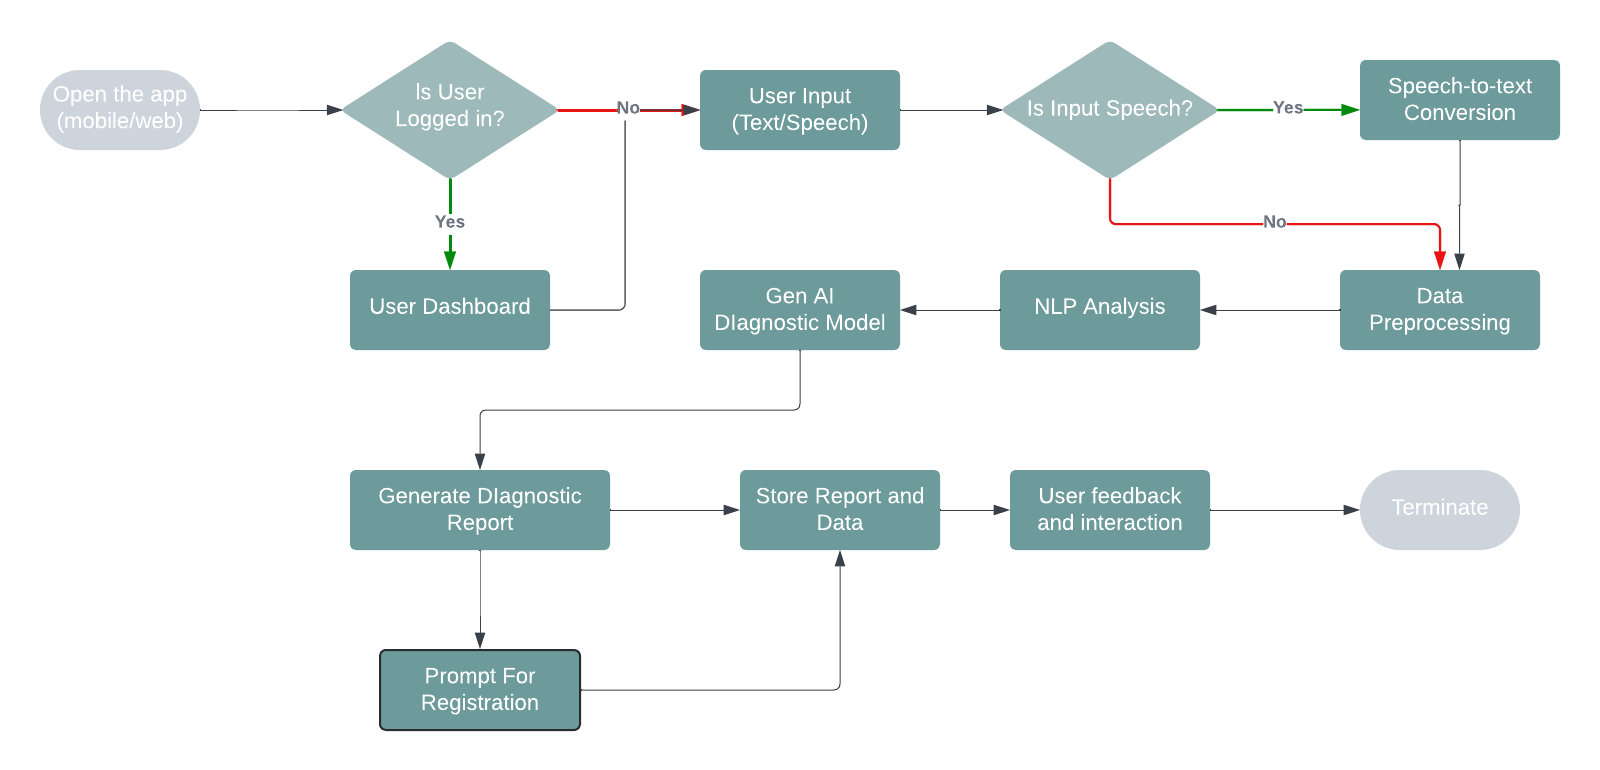 Open the app
(mobile/web)
Is User
Logged in?
No
User Input
(Text/Speech)
Is Input Speech?
Yes
Speech-to-text
Conversion
Yes
No
User Dashboard
Gen AI
DIagnostic Model
NLP Analysis
Data
Preprocessing
Generate DIagnostic
Report
Store Report and
Data
User feedback
and interaction
Terminate
Prompt For
Registration